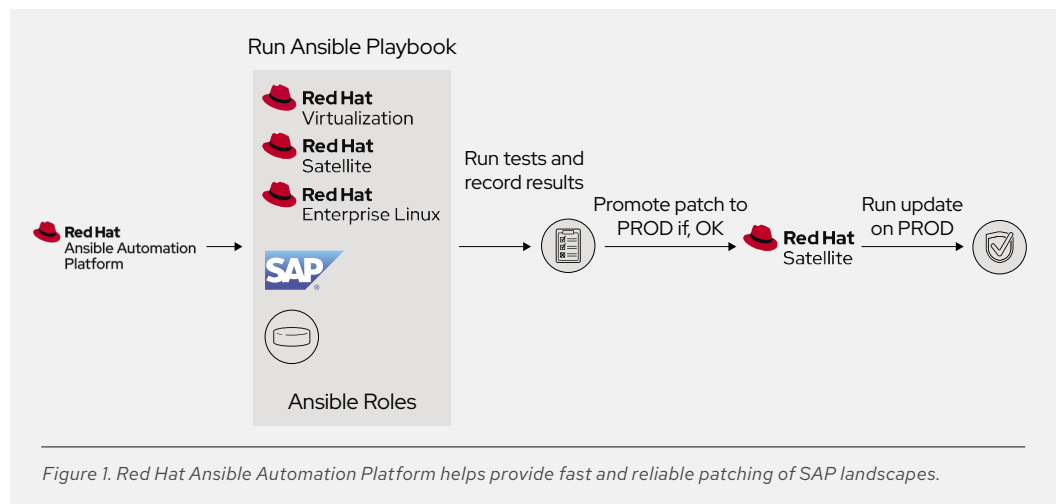 Run Ansible Playbook
Red Hat
Virtualization
Red Hat
Satellite
Red Hat
Enterprise Linux
SAP®
Ansible Roles
Red Hat
Ansible Automation
Platform
Run tests and
record results
Promote patch to
PROD if, OK
Red Hat
Satellite
Run update
on PROD
Figure 1. Red Hat Ansible Automation Platform helps provide fast and reliable patching of SAP landscapes.